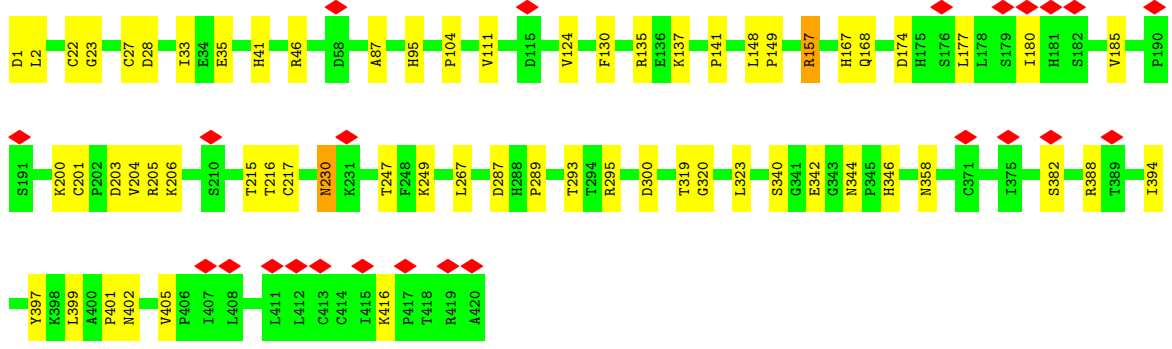 D1 L2 C22 G23 C27 D28 I33 E34 E35 H41 R46 D58 A87 H95 P104 V111 D115 V124 F130 R135 E136 K137 P141 L148 P149 R157 H167 Q168 D174 H175 S176 L177 L178 S179 I180 H181 S182 V185 P190
S191 K200 C201 P202 D203 V204 R205 K206 S210 T215 T216 C217 N230 K231 T247 F248 K249 L267 D287 H288 P289 T293 T294 R295 D300 T319 G320 L323 S340 G341 E342 G343 N344 P345 H346 N358 C371 I375 S382 R388 T389 I394
Y397 K398 L399 A400 P401 N402 V405 P406 I407 L408 L411 L412 C413 C414 I415 K416 P417 T418 R419 A420